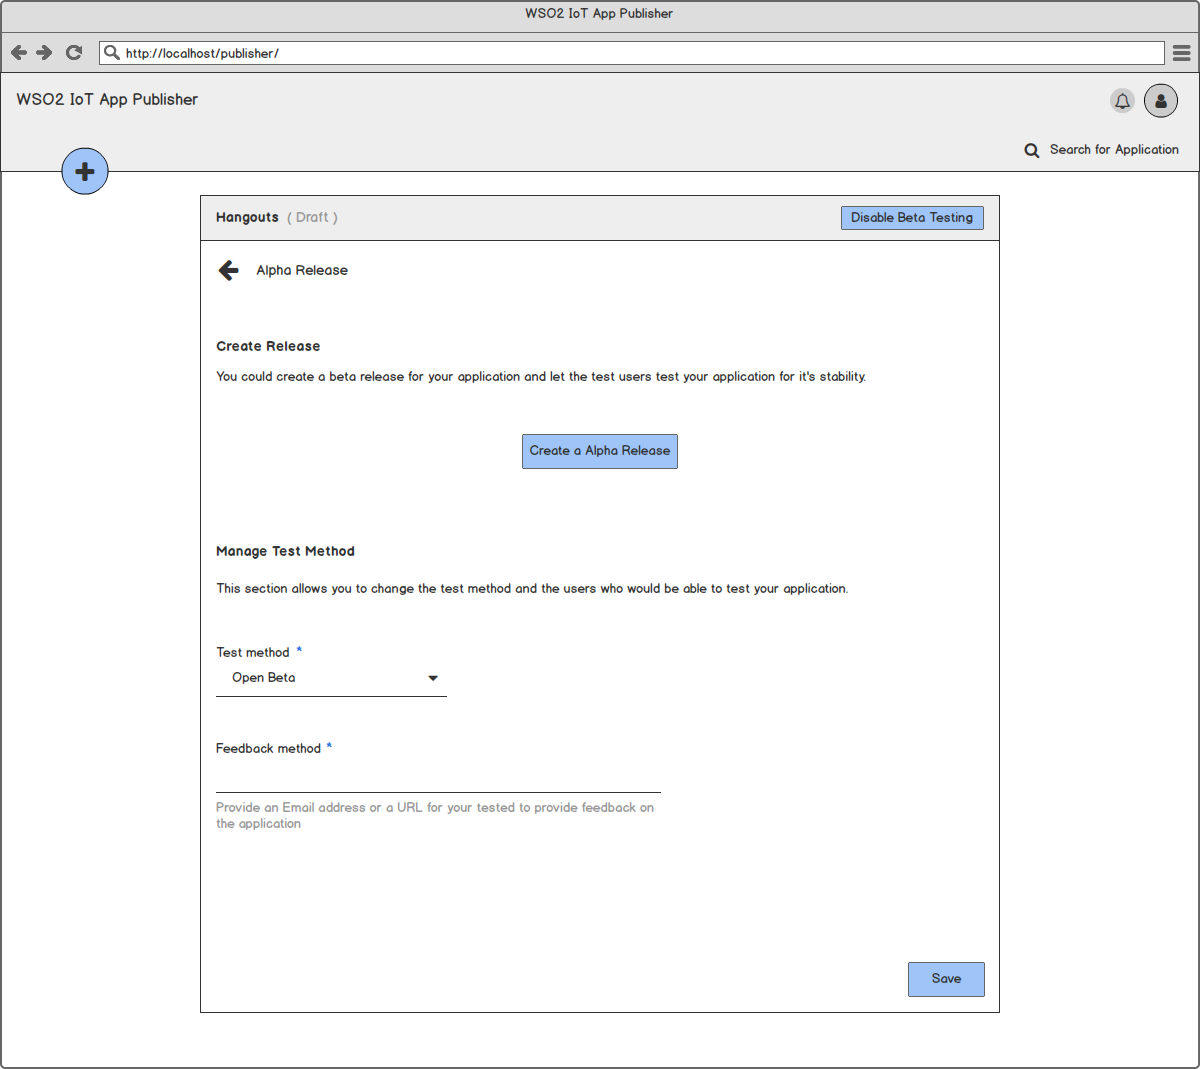 WSO2 IoT App Publisher
http://localhost/publisher/
WSO2 IoT App Publisher
Search for Application
Hangouts ( Draft )
Disable Beta Testing
Alpha Release
Create Release
You could create a beta release for your application and let the test users test your application for it's stability.
Create a Alpha Release
Manage Test Method
This section allows you to change the test method and the users who would be able to test your application.
Test method *
Open Beta
Feedback method *
Provide an Email address or a URL for your tested to provide feedback on
the application
Save